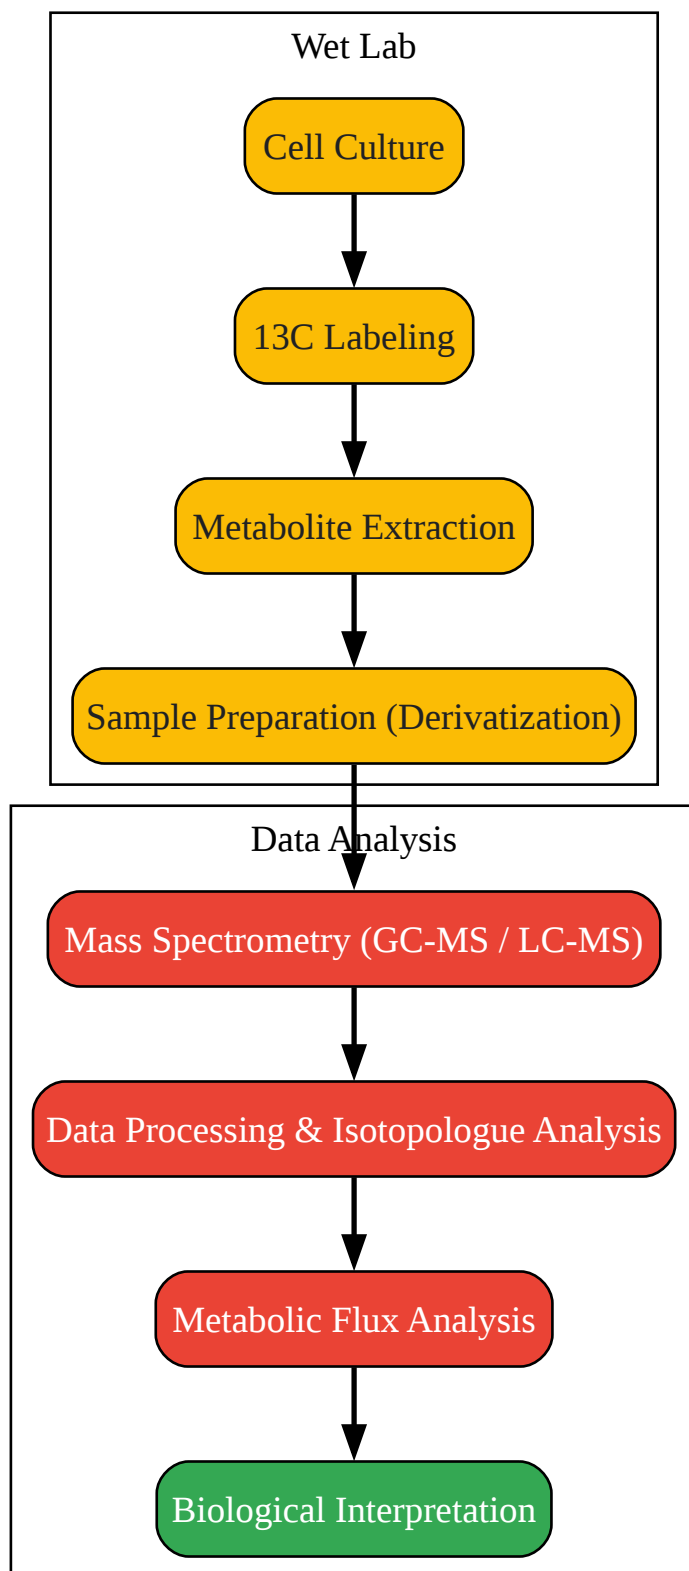 Wet Lab
Cell Culture
13C Labeling
Metabolite Extraction
Sample Preparation (Derivatization)
Data Analysis
Mass Spectrometry (GC-MS / LC-MS)
Data Processing & Isotopologue Analysis
Metabolic Flux Analysis
Biological Interpretation